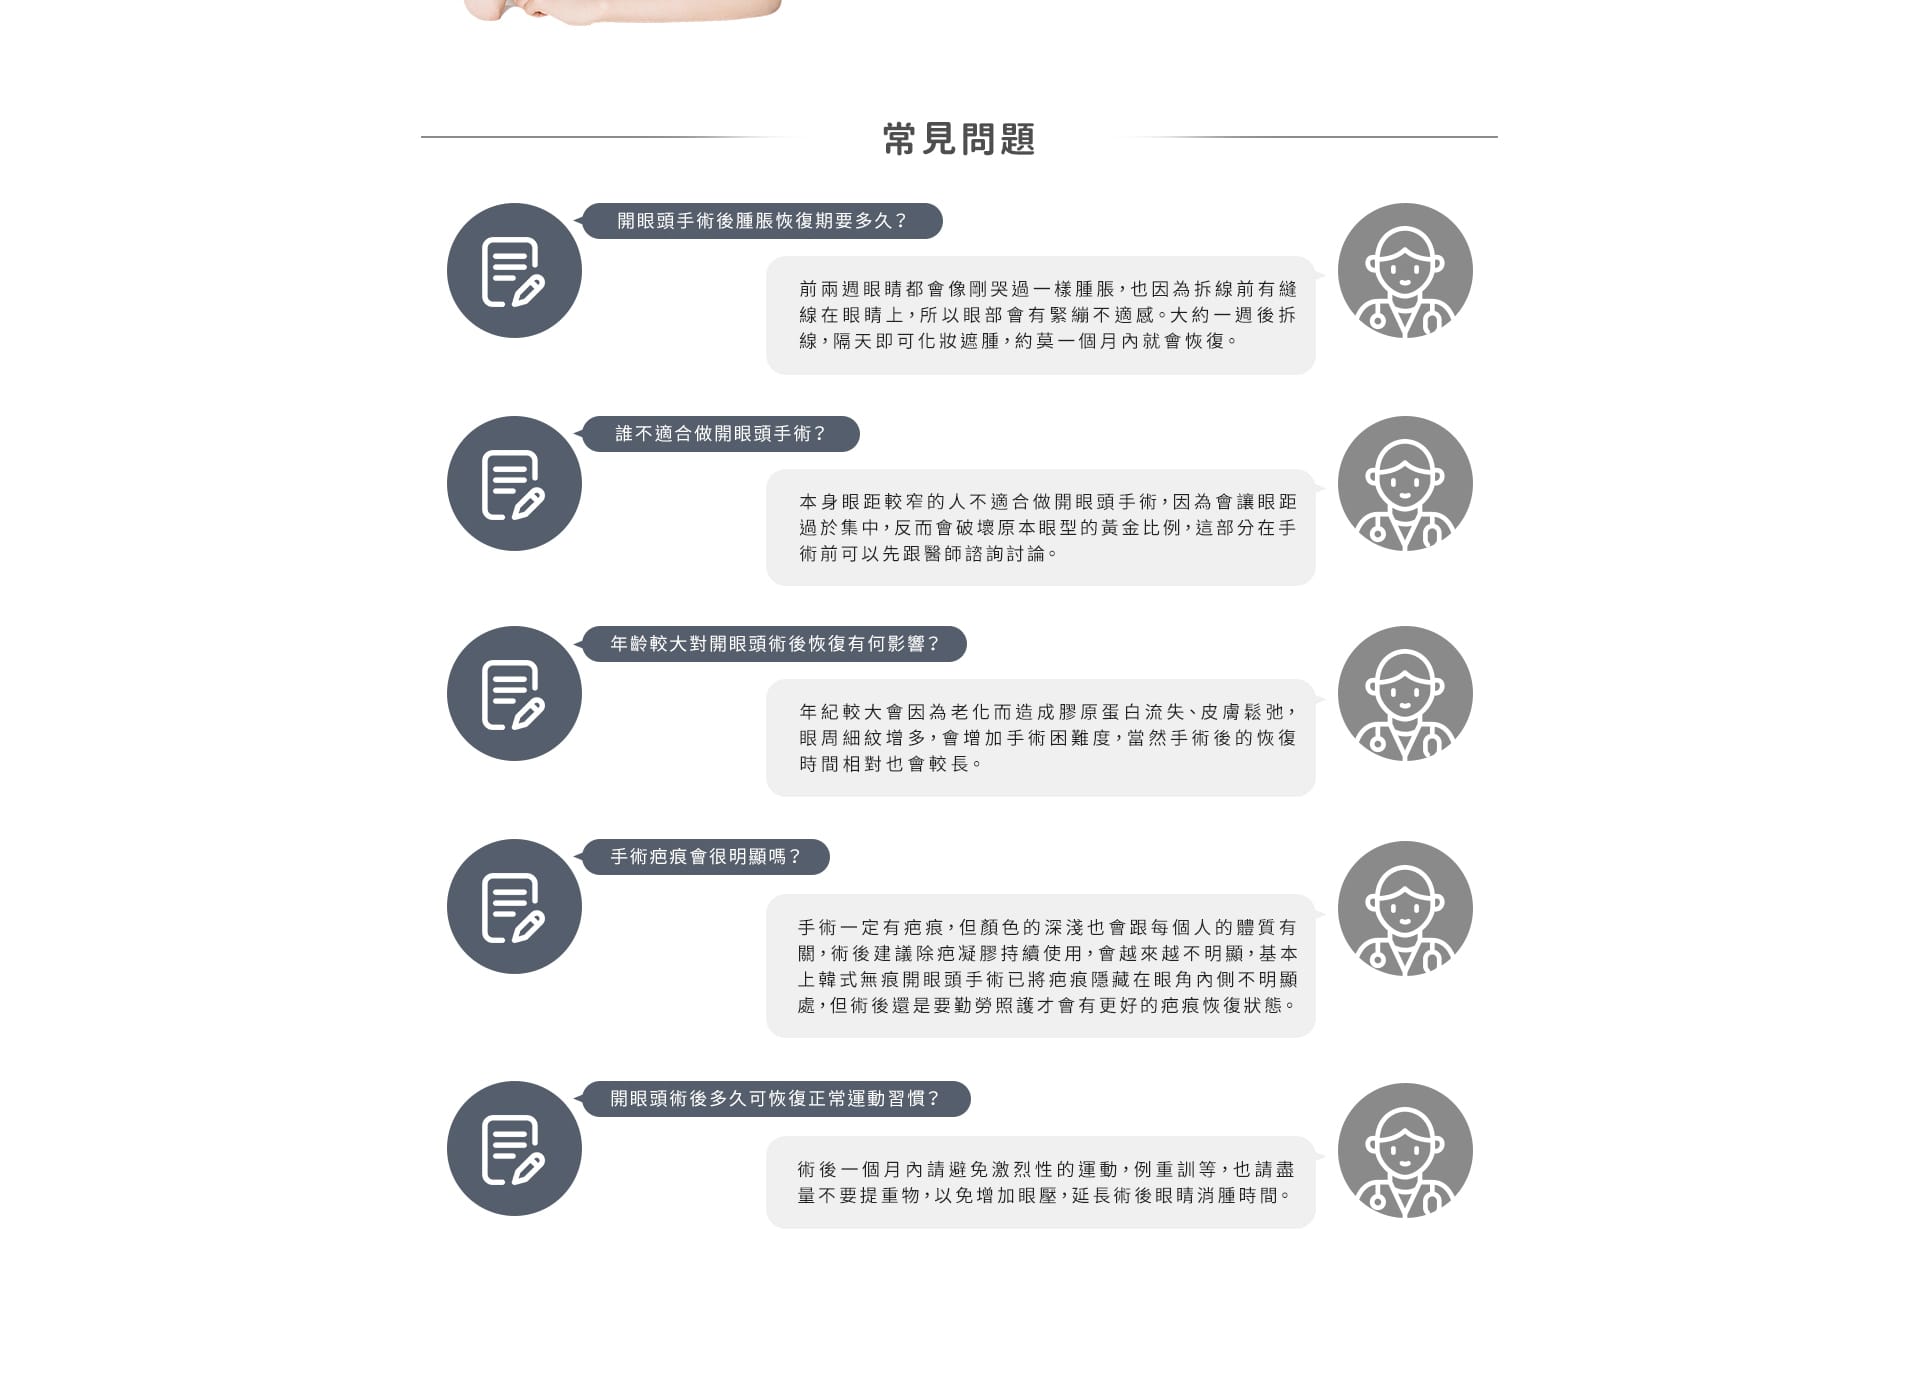 常見問題
開眼頭手術後腫脹恢復期要多久？
前兩週眼睛都會像剛哭過一樣腫脹，也因為拆線前有縫
線在眼睛上，所以眼部會有緊繃不適感。大約一週後拆
線，隔天即可化妝遮腫，約莫一個月內就會恢復。
誰不適合做開眼頭手術？
本身眼距較窄的人不適合做開眼頭手術，因為會讓眼距
過於集中，反而會破壞原本眼型的黃金比例，這部分在手
術前可以先跟醫師諮詢討論。
年齡較大對開眼頭術後恢復有何影響？
年紀較大會因為老化而造成膠原蛋白流失、皮膚鬆弛，
眼周細紋增多，會增加手術困難度，當然手術後的恢復
時間相對也會較長。
手術疤痕會很明顯嗎？
手術一定有疤痕，但顏色的深淺也會跟每個人的體質有
關，術後建議除疤凝膠持續使用，會越來越不明顯，基本
上韓式無痕開眼頭手術已將疤痕隱藏在眼角內側不明顯
處，但術後還是要勤勞照護才會有更好的疤痕恢復狀態。
開眼頭術後多久可恢復正常運動習慣？
術後一個月內請避免激烈性的運動，例重訓等，也請盡
量不要提重物，以免增加眼壓，延長術後眼睛消腫時間。